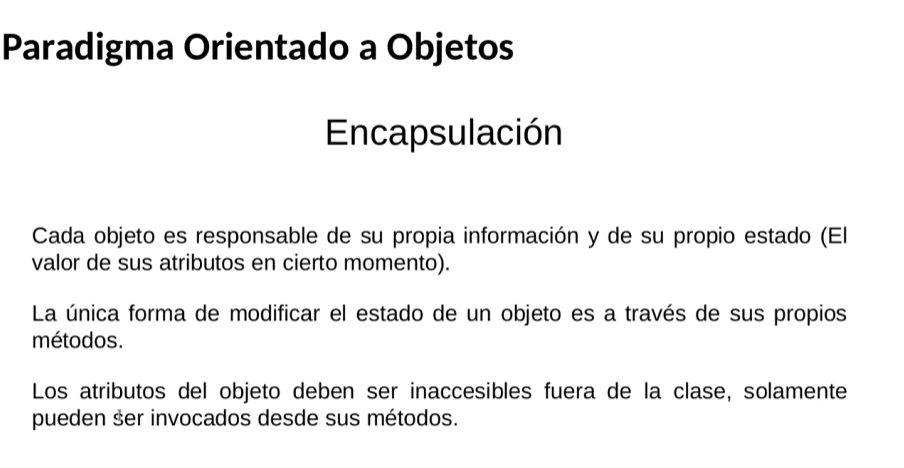 Paradigma Orientado a Objetos
Encapsulación
Cada objeto es responsable de su propia información y de su propio estado (El
valor de sus atributos en cierto momento).
La única forma de modificar el estado de un objeto es a través de sus propios
métodos.
Los atributos del objeto deben ser inaccesibles fuera de la clase, solamente
pueden ser invocados desde sus métodos.